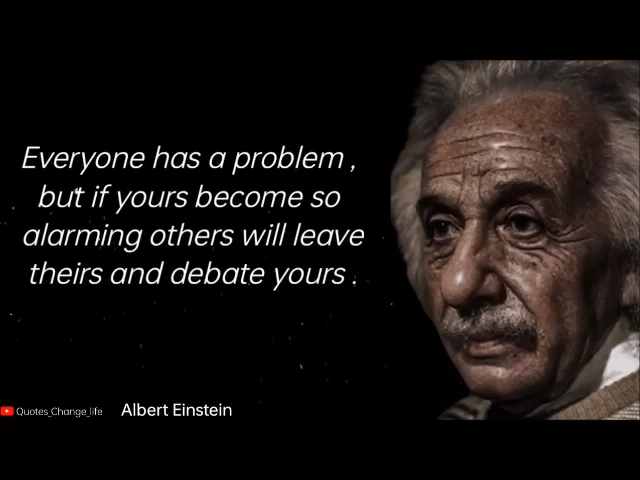 Everyone has a problem ,
but if yours become so
alarming others will leave
theirs and debate yours .
Quotes_Change_life
Albert Einstein